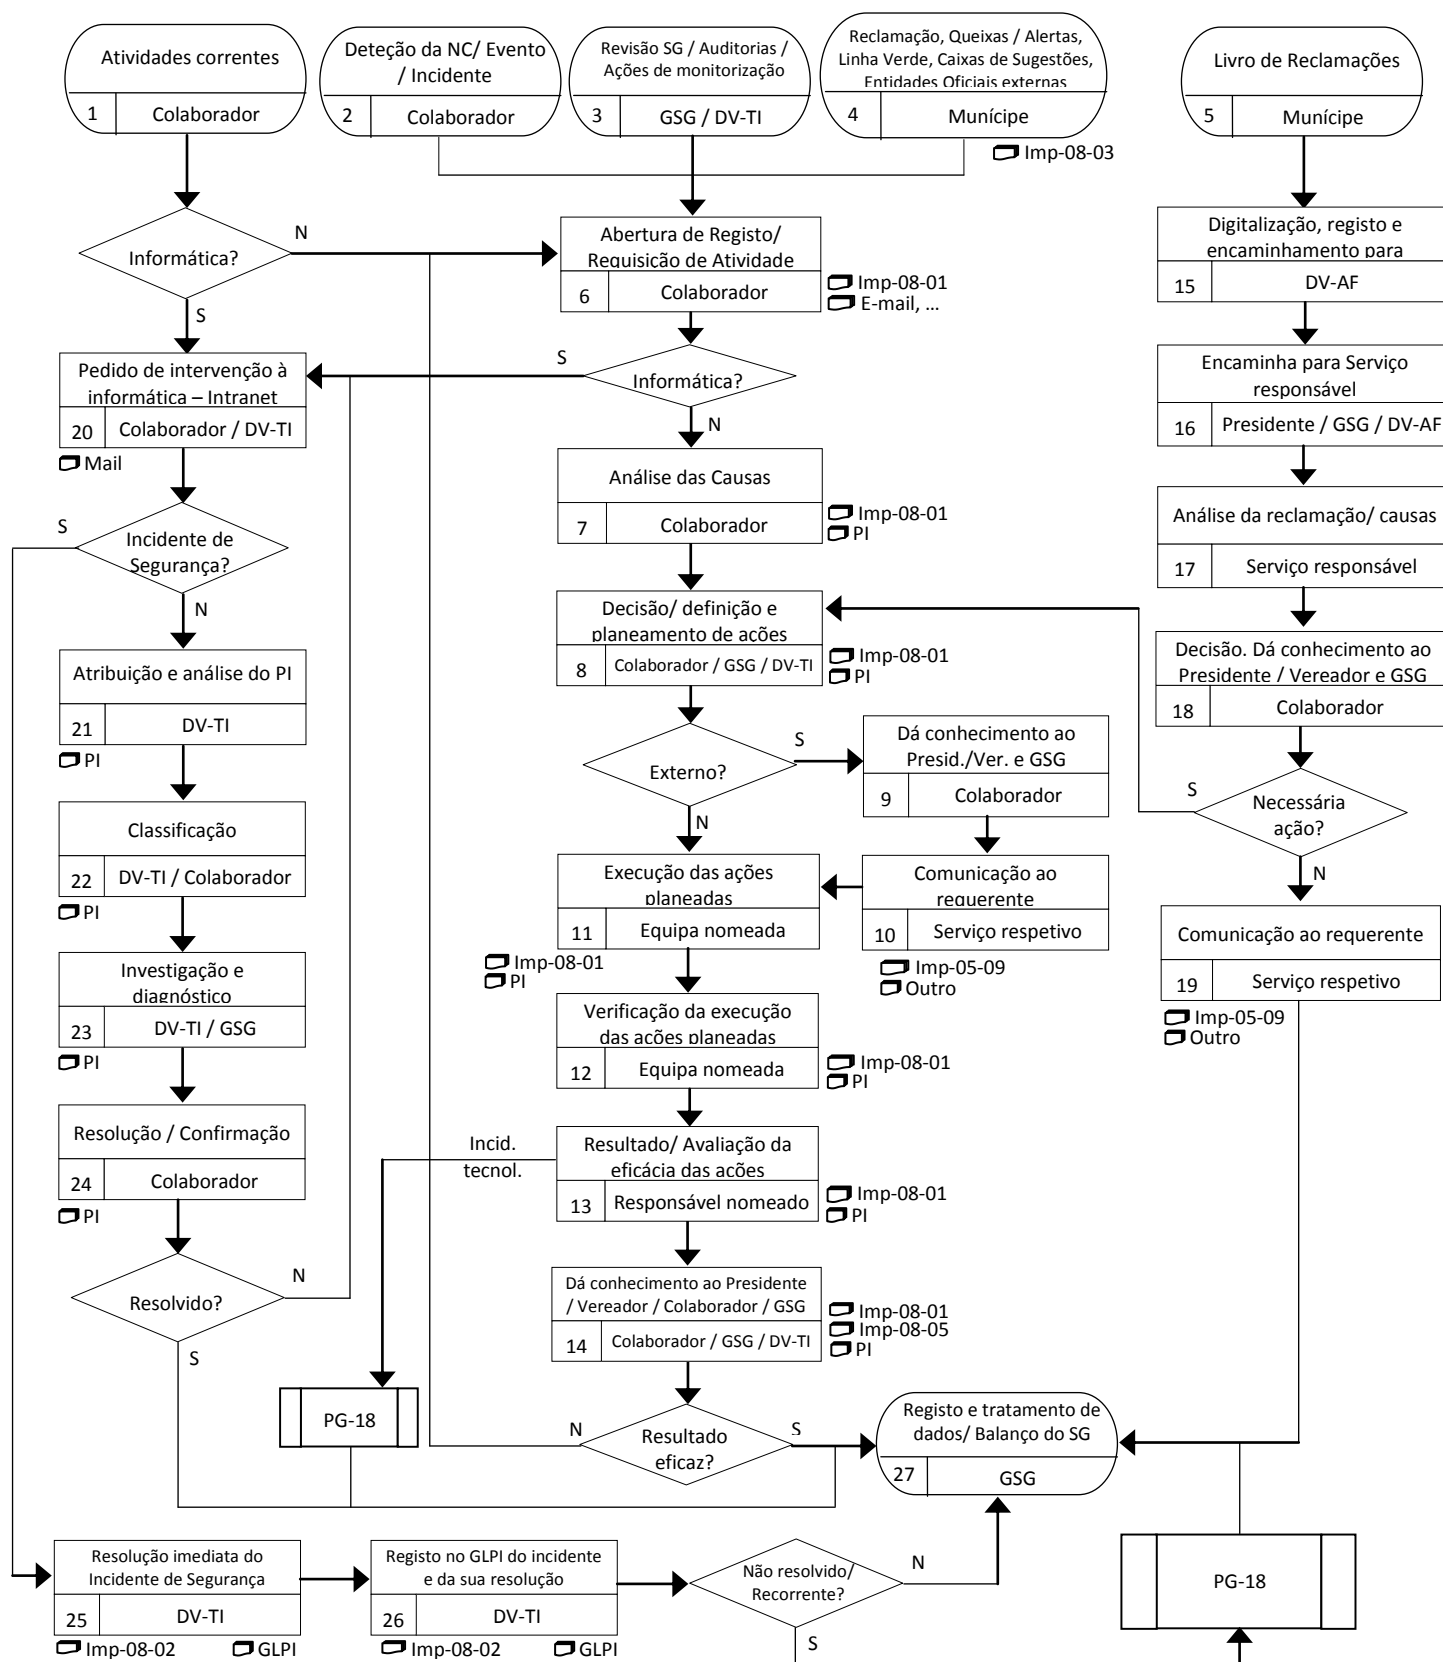 Atividades correntes
1
Colaborador
Deteção da NC/ Evento
/ Incidente
2
Colaborador
Revisão SG / Auditorias /
Ações de monitorização
3
GSG / DV-TI
Reclamação, Queixas / Alertas,
Linha Verde, Caixas de Sugestões,
Entidades Oficiais externas
4
Munícipe
Imp-08-03
Livro de Reclamações
5
Munícipe
Informática?
N
S
Abertura de Registo/
Requisição de Atividade
6
Colaborador
Imp-08-01
E-mail, ...
Digitalização, registo e
encaminhamento para
15
DV-AF
Pedido de intervenção à
informática – Intranet
20
Colaborador / DV-TI
Mail
S
Informática?
N
Encaminha para Serviço
responsável
16
Presidente / GSG / DV-AF
Análise das Causas
7
Colaborador
Imp-08-01
PI
Análise da reclamação/ causas
17
Serviço responsável
S
Incidente de
Segurança?
N
Decisão/ definição e
planeamento de ações
8
Colaborador / GSG / DV-TI
Imp-08-01
PI
Decisão. Dá conhecimento ao
Presidente / Vereador e GSG
18
Colaborador
Atribuição e análise do PI
21
DV-TI
PI
Externo?
S
N
Dá conhecimento ao
Presid./Ver. e GSG
9
Colaborador
S
Necessária
ação?
N
Classificação
22
DV-TI / Colaborador
PI
Execução das ações
planeadas
11
Equipa nomeada
Imp-08-01
PI
Comunicação ao
requerente
10
Serviço respetivo
Imp-05-09
Outro
Comunicação ao requerente
19
Serviço respetivo
Imp-05-09
Outro
Investigação e
diagnóstico
23
DV-TI / GSG
PI
Verificação da execução
das ações planeadas
12
Equipa nomeada
Imp-08-01
PI
Resolução / Confirmação
24
Colaborador
PI
Incid.
tecnol.
Resultado/ Avaliação da
eficácia das ações
13
Responsável nomeado
Imp-08-01
PI
Resolvido?
N
S
Dá conhecimento ao Presidente
/ Vereador / Colaborador / GSG
14
Colaborador / GSG / DV-TI
Imp-08-01
Imp-08-05
PI
PG-18
N
Resultado
eficaz?
S
Registo e tratamento de
dados/ Balanço do SG
27
GSG
Resolução imediata do
Incidente de Segurança
25
DV-TI
Imp-08-02
GLPI
Registo no GLPI do incidente
e da sua resolução
26
DV-TI
Imp-08-02
GLPI
Não resolvido/
Recorrente?
N
S
PG-18